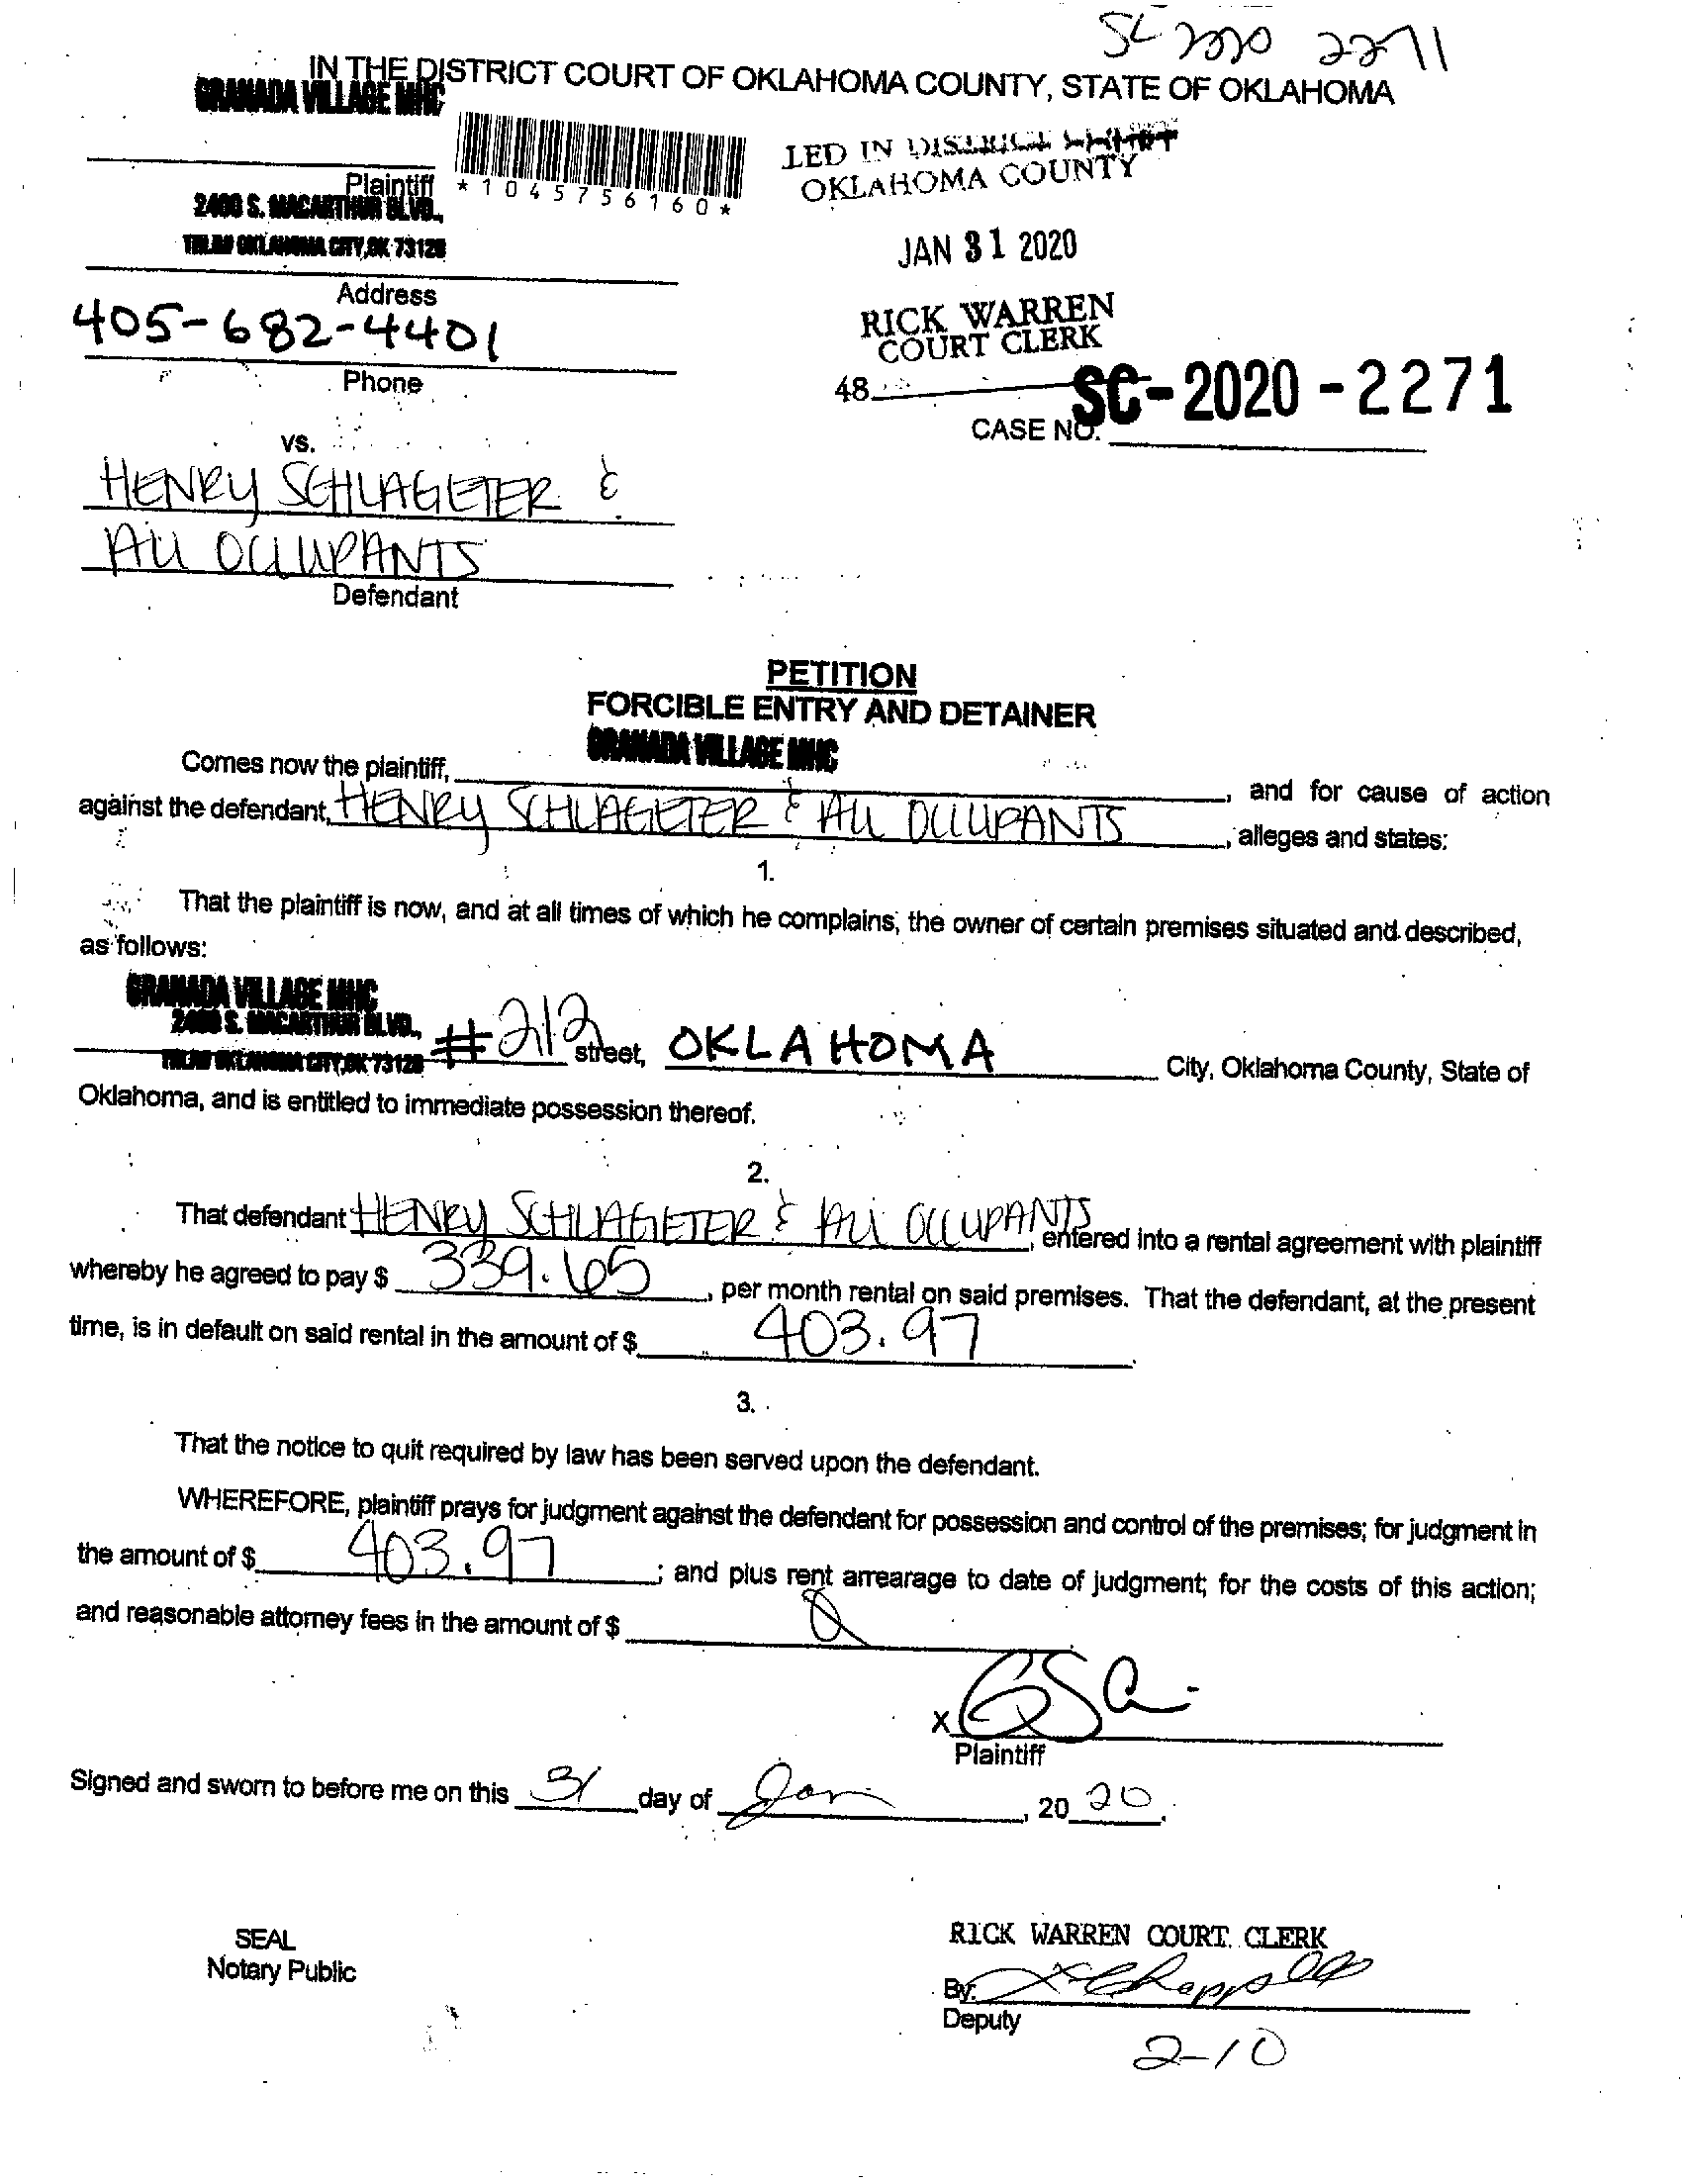 SC 2020 2271
IN THE DISTRICT COURT OF OKLAHOMA COUNTY, STATE OF OKLAHOMA
GRANADA VILLAGE MHC
LED IN DISTRICT COURT
OKLAHOMA COUNTY
Plaintiff
*1045756160*
2400 S. MACARTHUR BLVD.,
OKLAHOMA CITY, OK 73128
JAN 31 2020
Address
405-682-4401
RICK WARREN
COURT CLERK
Phone
48
SC-2020-2271
CASE NO.
vs.
HENRY SCHLAGETER &
All OCCUPANTS
Defendant
PETITION
FORCIBLE ENTRY AND DETAINER
GRANADA VILLAGE MHC
Comes now the plaintiff, , and for cause of action
against the defendant, HENRY SCHLAGETER & All OCCUPANTS, alleges and states:
1.
That the plaintiff is now, and at all times of which he complains, the owner of certain premises situated and described,
as follows:
GRANADA VILLAGE MHC
2400 S. MACARTHUR BLVD.,
OKLAHOMA CITY, OK 73128 #212 street, OKLAHOMA City, Oklahoma County, State of
Oklahoma, and is entitled to immediate possession thereof.
2.
That defendant HENRY SCHLAGETER & All OCCUPANTS, entered into a rental agreement with plaintiff
whereby he agreed to pay $ 339.65, per month rental on said premises. That the defendant, at the present
time, is in default on said rental in the amount of $ 403.97.
3.
That the notice to quit required by law has been served upon the defendant.
WHEREFORE, plaintiff prays for judgment against the defendant for possession and control of the premises; for judgment in
the amount of $ 403.97; and plus rent arrearage to date of judgment; for the costs of this action;
and reasonable attorney fees in the amount of $
X
Plaintiff
Signed and sworn to before me on this 31 day of Jan, 2020.
SEAL
Notary Public
RICK WARREN COURT CLERK
By:
Deputy
2-10